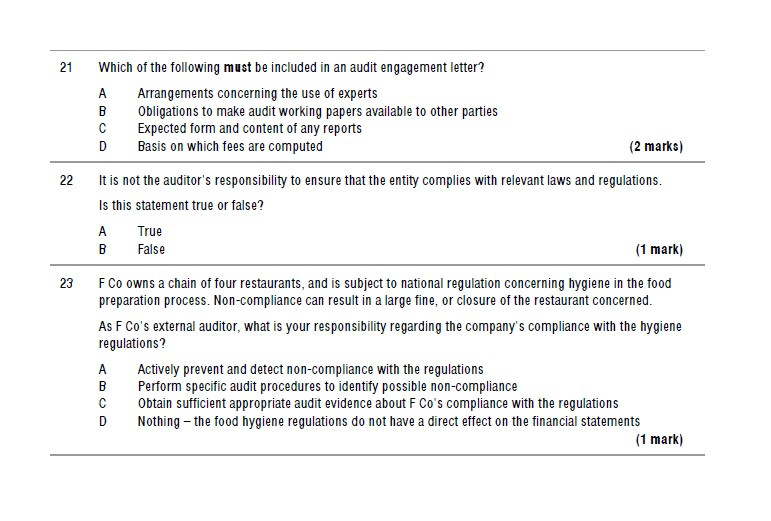 21 Which of the following must be included in an audit engagement letter?
A Arrangements concerning the use of experts
B Obligations to make audit working papers available to other parties
C Expected form and content of any reports
D Basis on which fees are computed (2 marks)
22 It is not the auditor's responsibility to ensure that the entity complies with relevant laws and regulations.
Is this statement true or false?
A True
B False (1 mark)
23 F Co owns a chain of four restaurants, and is subject to national regulation concerning hygiene in the food
preparation process. Non-compliance can result in a large fine, or closure of the restaurant concerned.
As F Co's external auditor, what is your responsibility regarding the company's compliance with the hygiene
regulations?
A Actively prevent and detect non-compliance with the regulations
B Perform specific audit procedures to identify possible non-compliance
C Obtain sufficient appropriate audit evidence about F Co's compliance with the regulations
D Nothing – the food hygiene regulations do not have a direct effect on the financial statements
(1 mark)